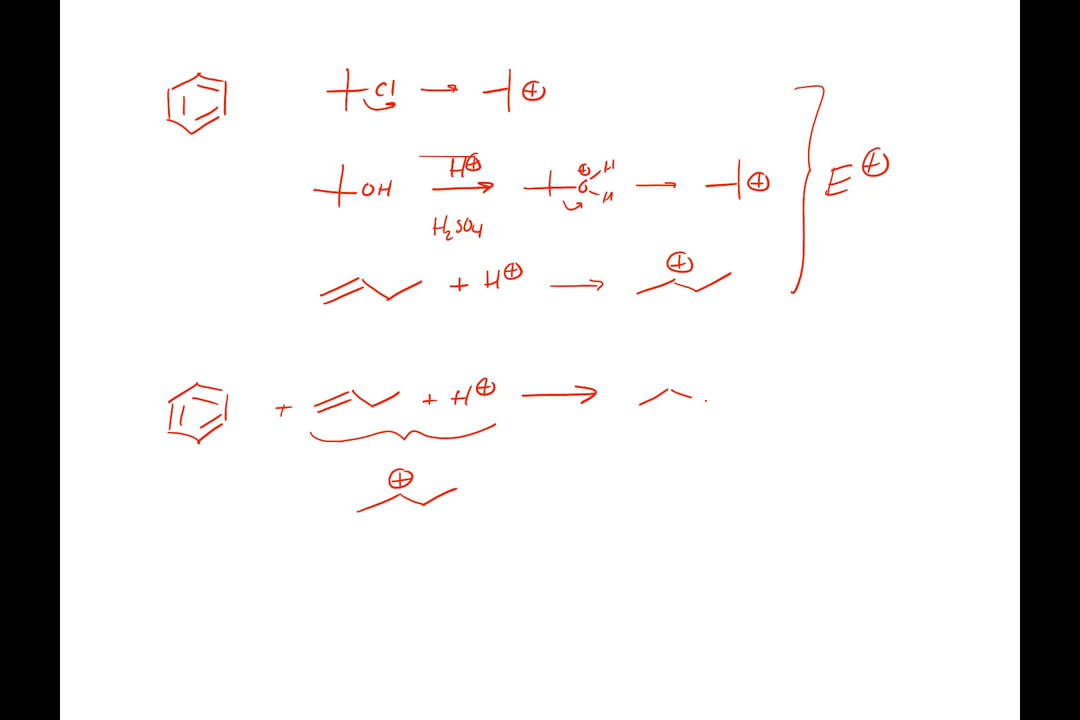 Cl → ⊕
OH H⊕ → ⊕ O H H → ⊕
H₂SO₄
E⊕
+ H⊕ → ⊕
+ + H⊕ →
⊕